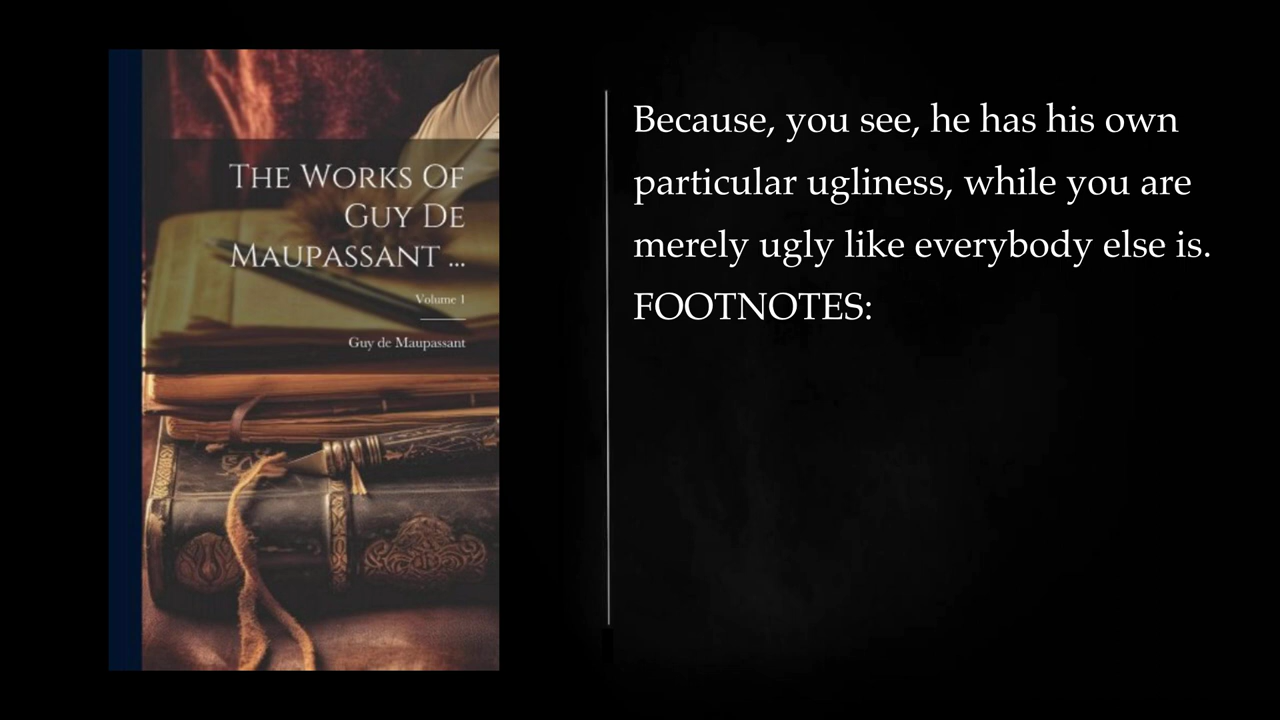 The Works Of
Guy De
Maupassant ...
Volume 1
Guy de Maupassant
Because, you see, he has his own
particular ugliness, while you are
merely ugly like everybody else is.
FOOTNOTES: